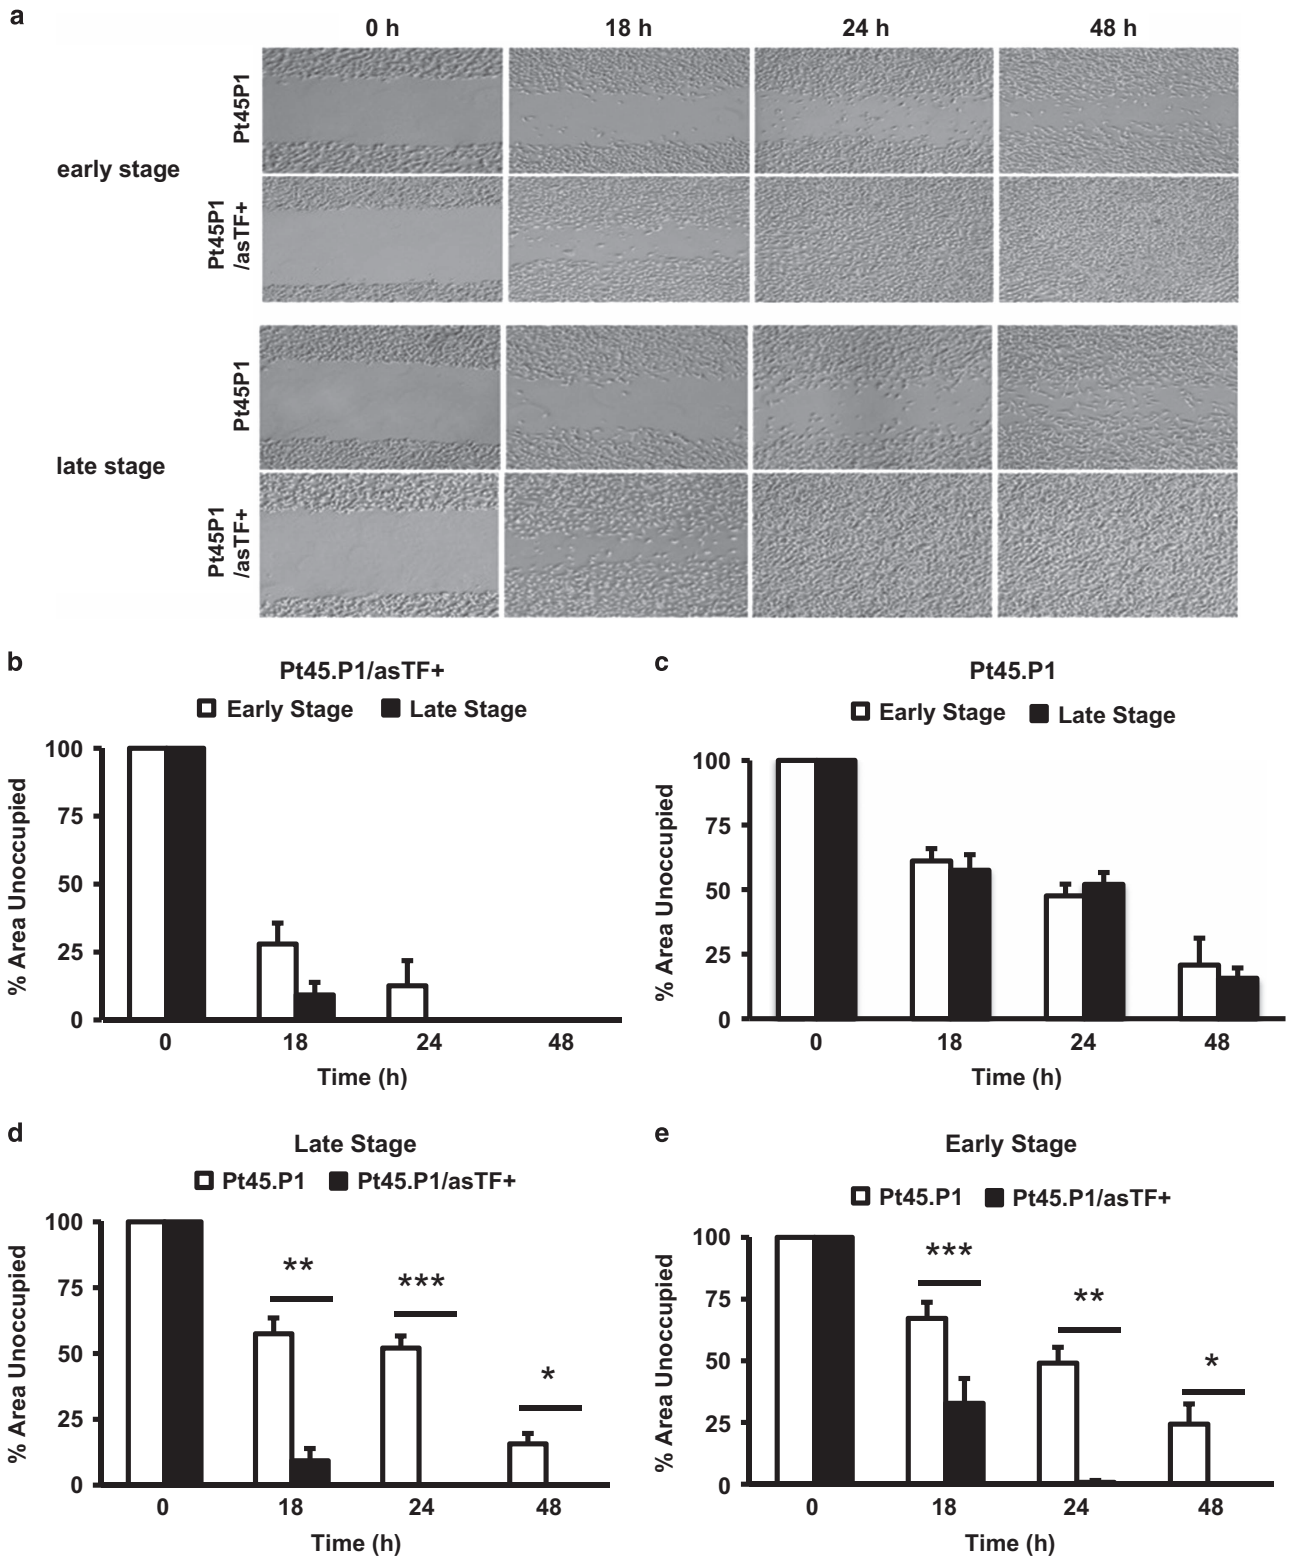 a
0 h 18 h 24 h 48 h
early stage
Pt45P1
Pt45P1
/asTF+
late stage
Pt45P1
Pt45P1
/asTF+
b
Pt45.P1/asTF+
Early Stage Late Stage
% Area Unoccupied
100
75
50
25
0
0 18 24 48
Time (h)
c
Pt45.P1
Early Stage Late Stage
% Area Unoccupied
100
75
50
25
0
0 18 24 48
Time (h)
d
Late Stage
Pt45.P1 Pt45.P1/asTF+
% Area Unoccupied
100
75
50
25
0
** *** *
0 18 24 48
Time (h)
e
Early Stage
Pt45.P1 Pt45.P1/asTF+
% Area Unoccupied
100
75
50
25
0
*** ** *
0 18 24 48
Time (h)